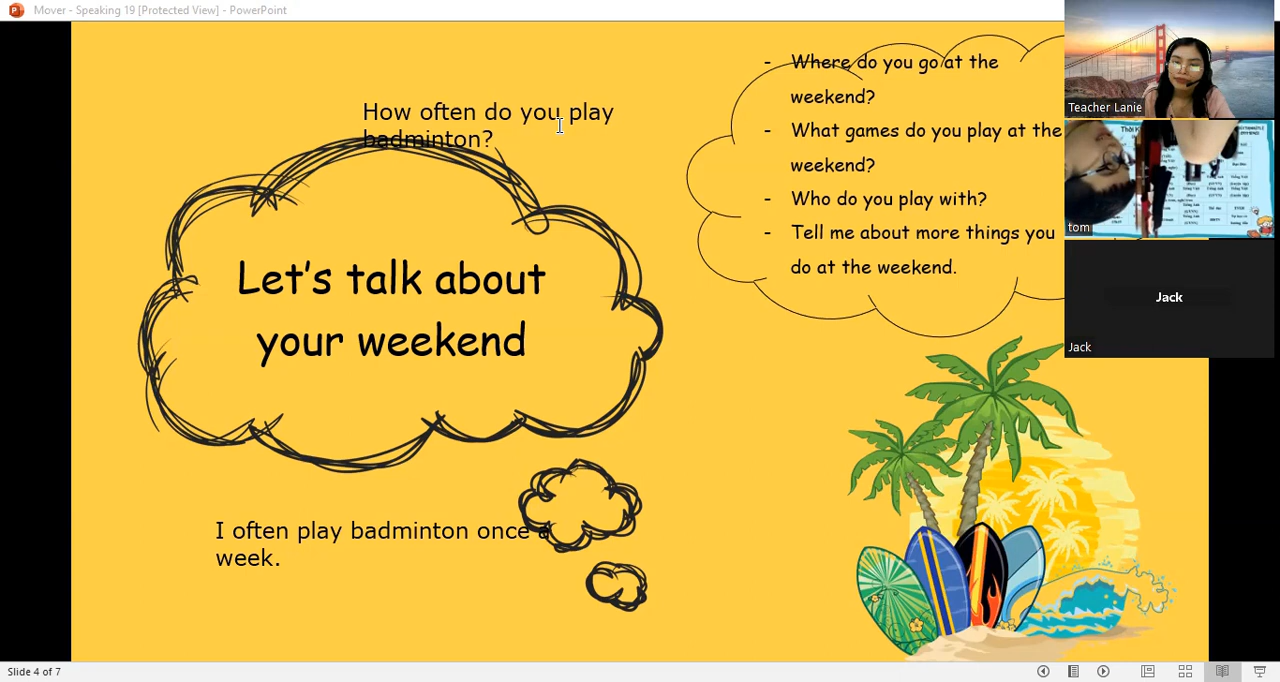 Mover - Speaking 19 [Protected View] - PowerPoint
How often do you play
badminton?
- Where do you go at the
weekend?
- What games do you play at the
weekend?
- Who do you play with?
- Tell me about more things you
do at the weekend.
Let's talk about
your weekend
I often play badminton once a
week.
Teacher Lanie
tom
Jack
Jack
Slide 4 of 7